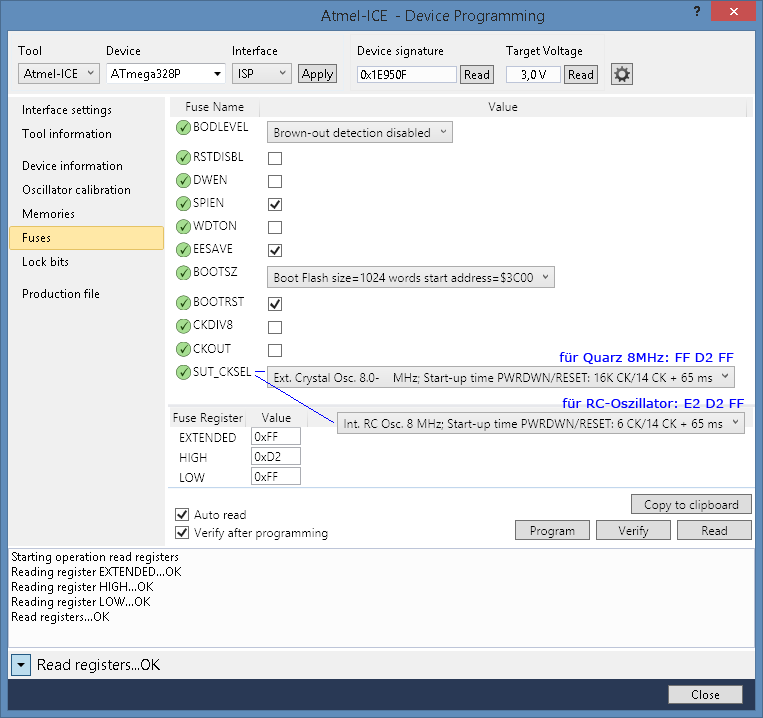 Atmel-ICE - Device Programming
?
Tool
Device
Interface
Device signature
Target Voltage
Atmel-ICE
ATmega328P
ISP
Apply
0x1E950F
Read
3,0 V
Read
Interface settings
Tool information
Device information
Oscillator calibration
Memories
Fuses
Lock bits
Production file
Fuse Name
Value
BODLEVEL
Brown-out detection disabled
RSTDISBL
DWEN
SPIEN
WDTON
EESAVE
BOOTSZ
Boot Flash size=1024 words start address=$3C00
BOOTRST
CKDIV8
CKOUT
für Quarz 8MHz: FF D2 FF
SUT_CKSEL
Ext. Crystal Osc. 8.0- MHz; Start-up time PWRDWN/RESET: 16K CK/14 CK + 65 ms
für RC-Oszillator: E2 D2 FF
Int. RC Osc. 8 MHz; Start-up time PWRDWN/RESET: 6 CK/14 CK + 65 ms
Fuse Register
Value
EXTENDED
0xFF
HIGH
0xD2
LOW
0xFF
Copy to clipboard
Auto read
Verify after programming
Program
Verify
Read
Starting operation read registers
Reading register EXTENDED...OK
Reading register HIGH...OK
Reading register LOW...OK
Read registers...OK
Read registers...OK
Close